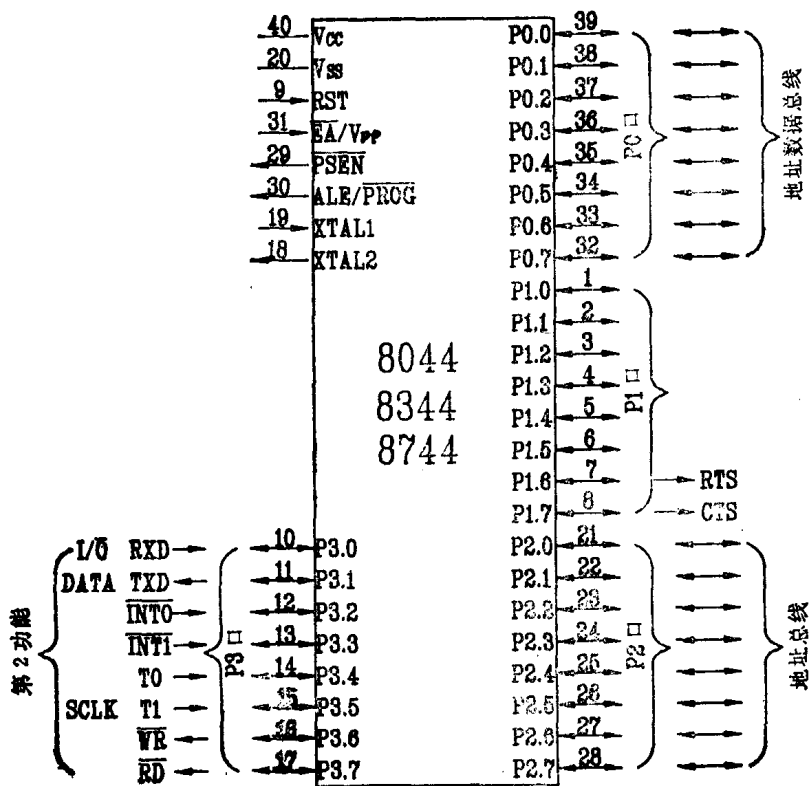 40 Vcc
20 Vss
9 RST
31 EA/Vpp
29 PSEN
30 ALE/PROG
19 XTAL1
18 XTAL2
P0.0 39
P0.1 38
P0.2 37
P0.3 36
P0.4 35
P0.5 34
P0.6 33
P0.7 32
P0口
地址数据总线
P1.0 1
P1.1 2
P1.2 3
P1.3 4
P1.4 5
P1.5 6
P1.6 7 RTS
P1.7 8 CTS
P1口
8044
8344
8744
P2.0 21
P2.1 22
P2.2 23
P2.3 24
P2.4 25
P2.5 26
P2.6 27
P2.7 28
P2口
地址总线
第2功能
I/O RXD 10 P3.0
DATA TXD 11 P3.1
INT0 12 P3.2
INT1 13 P3.3
T0 14 P3.4
SCLK T1 15 P3.5
WR 16 P3.6
RD 17 P3.7
P3口